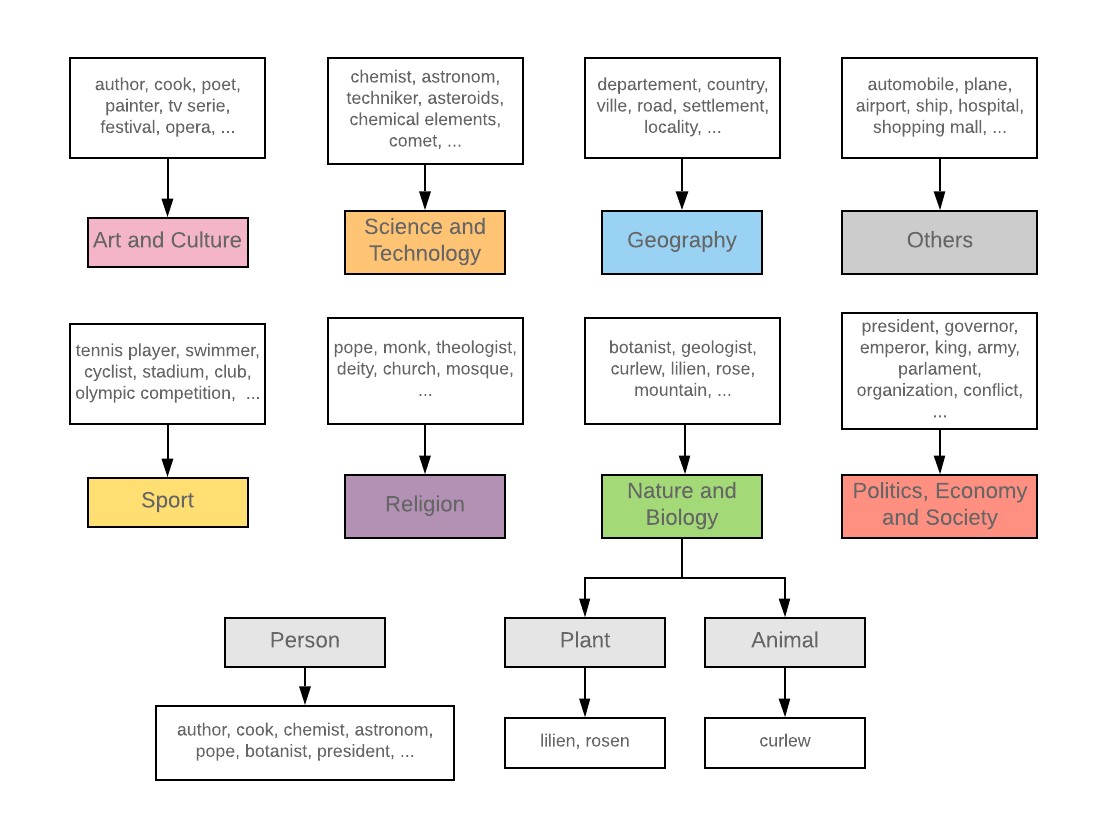 author, cook, poet,
painter, tv serie,
festival, opera, ...
chemist, astronom,
techniker, asteroids,
chemical elements,
comet, ...
departement, country,
ville, road, settlement,
locality, ...
automobile, plane,
airport, ship, hospital,
shopping mall, ...
Art and Culture
Science and
Technology
Geography
Others
tennis player, swimmer,
cyclist, stadium, club,
olympic competition, ...
pope, monk, theologist,
deity, church, mosque,
...
botanist, geologist,
curlew, lilien, rose,
mountain, ...
president, governor,
emperor, king, army,
parlament,
organization, conflict,
...
Sport
Religion
Nature and
Biology
Politics, Economy
and Society
Person
Plant
Animal
author, cook, chemist, astronom,
pope, botanist, president, ...
lilien, rosen
curlew